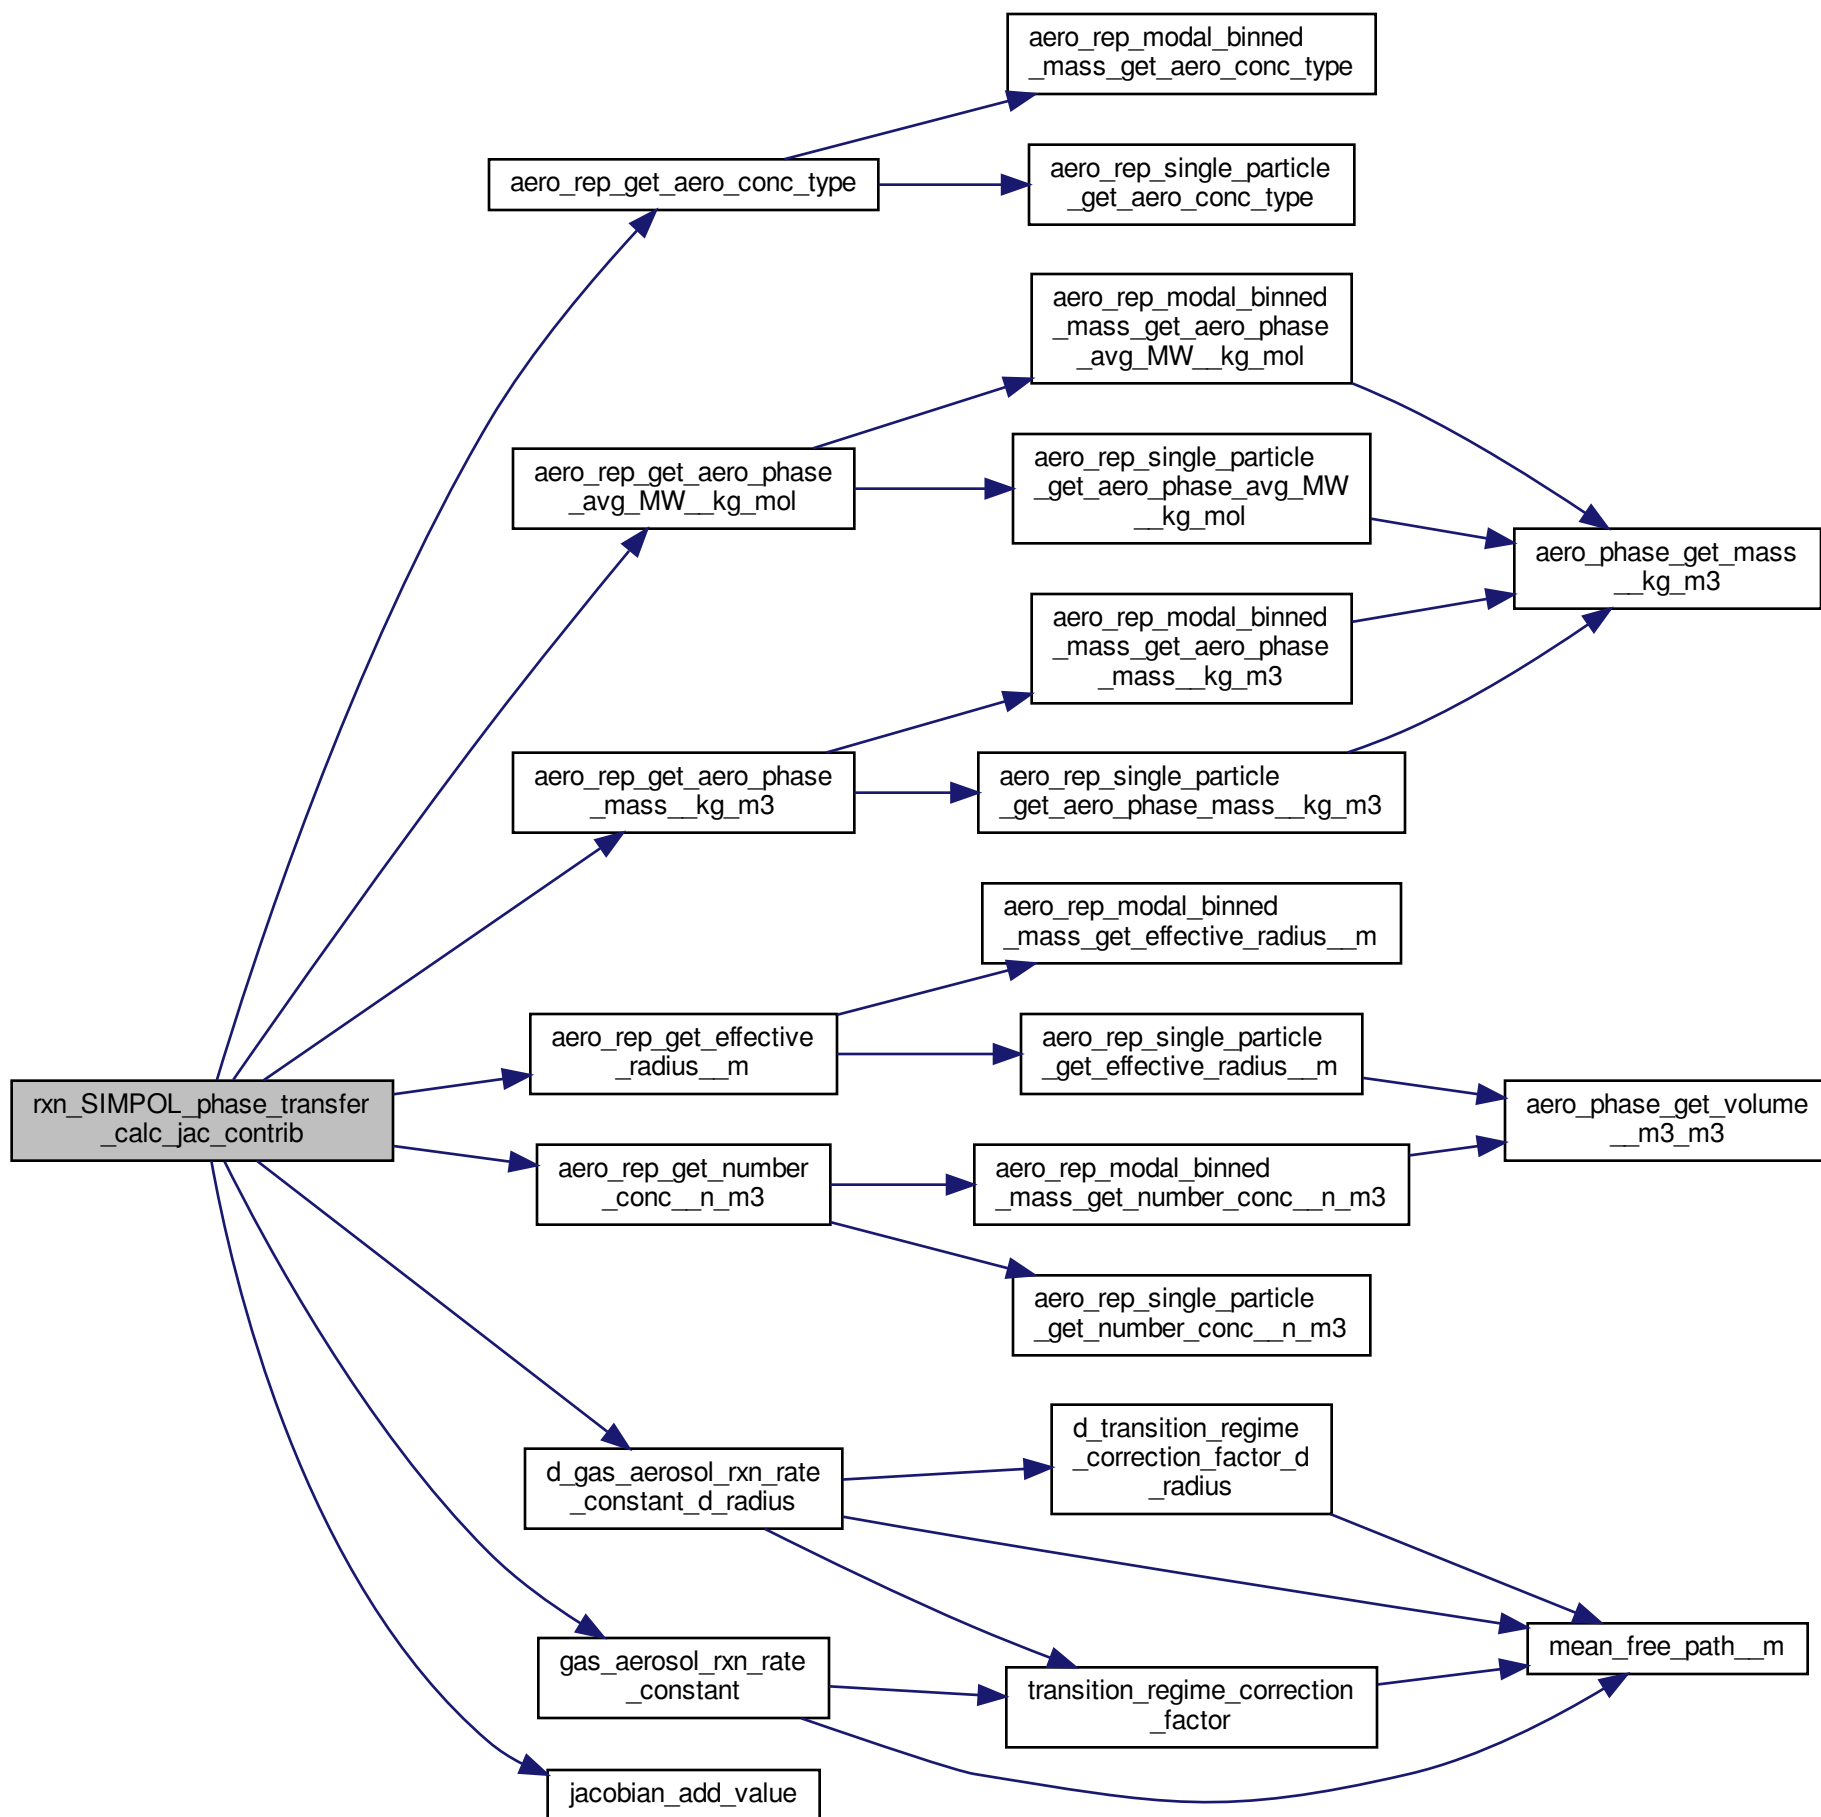 aero_rep_modal_binned
_mass_get_aero_conc_type
aero_rep_get_aero_conc_type
aero_rep_single_particle
_get_aero_conc_type
aero_rep_modal_binned
_mass_get_aero_phase
_avg_MW__kg_mol
aero_rep_get_aero_phase
_avg_MW__kg_mol
aero_rep_single_particle
_get_aero_phase_avg_MW
__kg_mol
aero_phase_get_mass
__kg_m3
aero_rep_modal_binned
_mass_get_aero_phase
_mass__kg_m3
aero_rep_get_aero_phase
_mass__kg_m3
aero_rep_single_particle
_get_aero_phase_mass__kg_m3
aero_rep_modal_binned
_mass_get_effective_radius__m
aero_rep_get_effective
_radius__m
aero_rep_single_particle
_get_effective_radius__m
rxn_SIMPOL_phase_transfer
_calc_jac_contrib
aero_phase_get_volume
__m3_m3
aero_rep_get_number
_conc__n_m3
aero_rep_modal_binned
_mass_get_number_conc__n_m3
aero_rep_single_particle
_get_number_conc__n_m3
d_transition_regime
_correction_factor_d
_radius
d_gas_aerosol_rxn_rate
_constant_d_radius
mean_free_path__m
gas_aerosol_rxn_rate
_constant
transition_regime_correction
_factor
jacobian_add_value